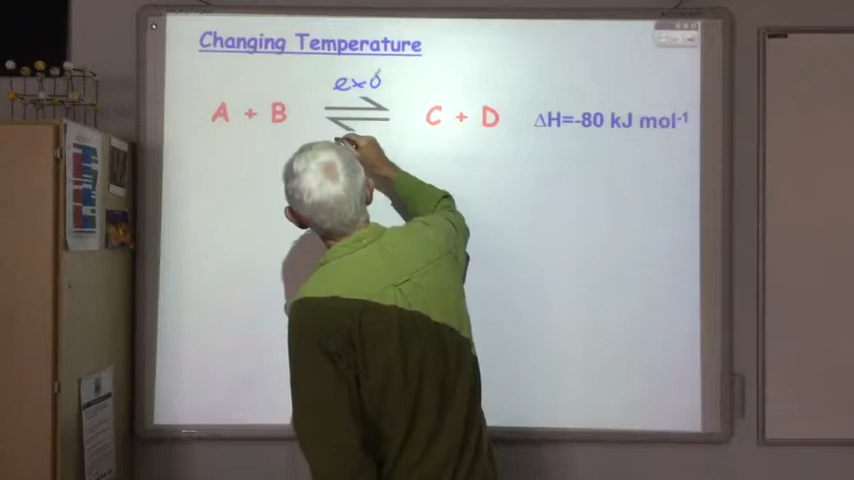 Changing Temperature
exo
A + B ⇌ C + D ΔH=-80 kJ mol-¹